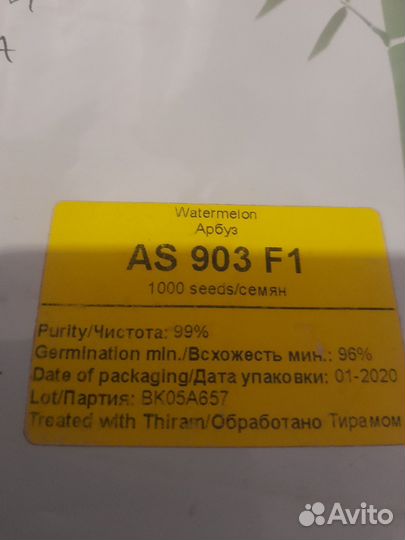 Watermelon
Арбуз
AS 903 F1
1000 seeds/семян
Purity/Чистота: 99%
Germination min./Всхожесть мин.: 96%
Date of packaging/Дата упаковки: 01-2020
Lot/Партия: BK05A657
Treated with Thiram/Обработано Тирамом
Avito